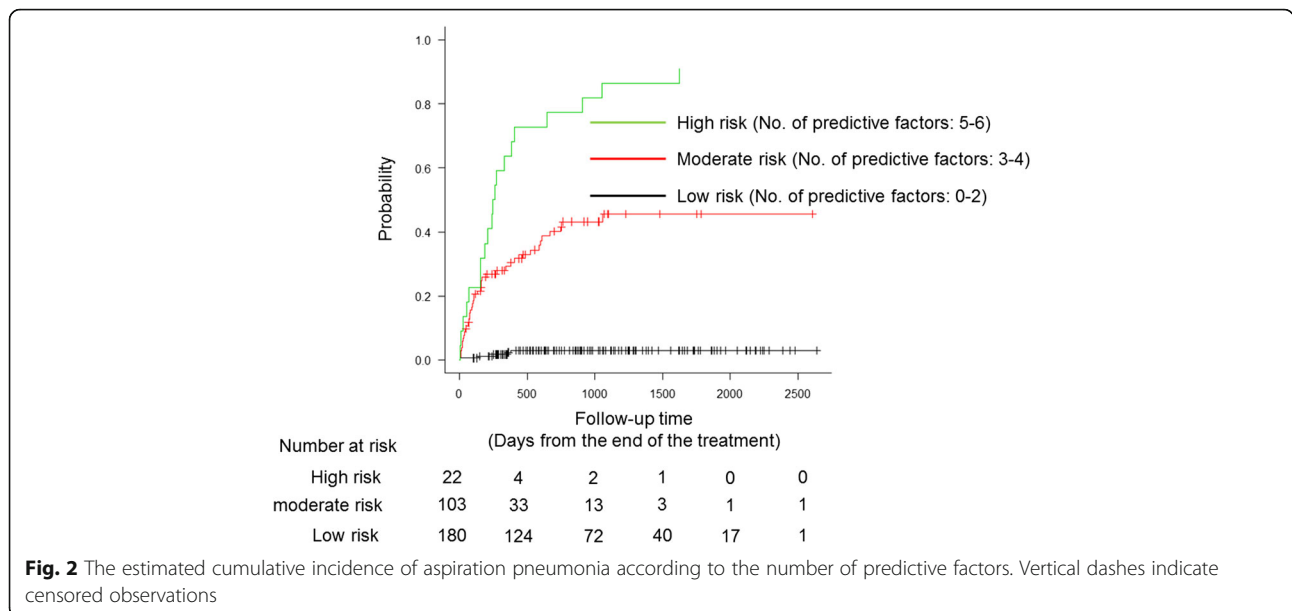 1.0
0.8
0.6
0.4
0.2
0.0
Probability
High risk (No. of predictive factors: 5-6)
Moderate risk (No. of predictive factors: 3-4)
Low risk (No. of predictive factors: 0-2)
0 500 1000 1500 2000 2500
Follow-up time
(Days from the end of the treatment)
Number at risk
High risk 22 4 2 1 0 0
moderate risk 103 33 13 3 1 1
Low risk 180 124 72 40 17 1
Fig. 2 The estimated cumulative incidence of aspiration pneumonia according to the number of predictive factors. Vertical dashes indicate
censored observations